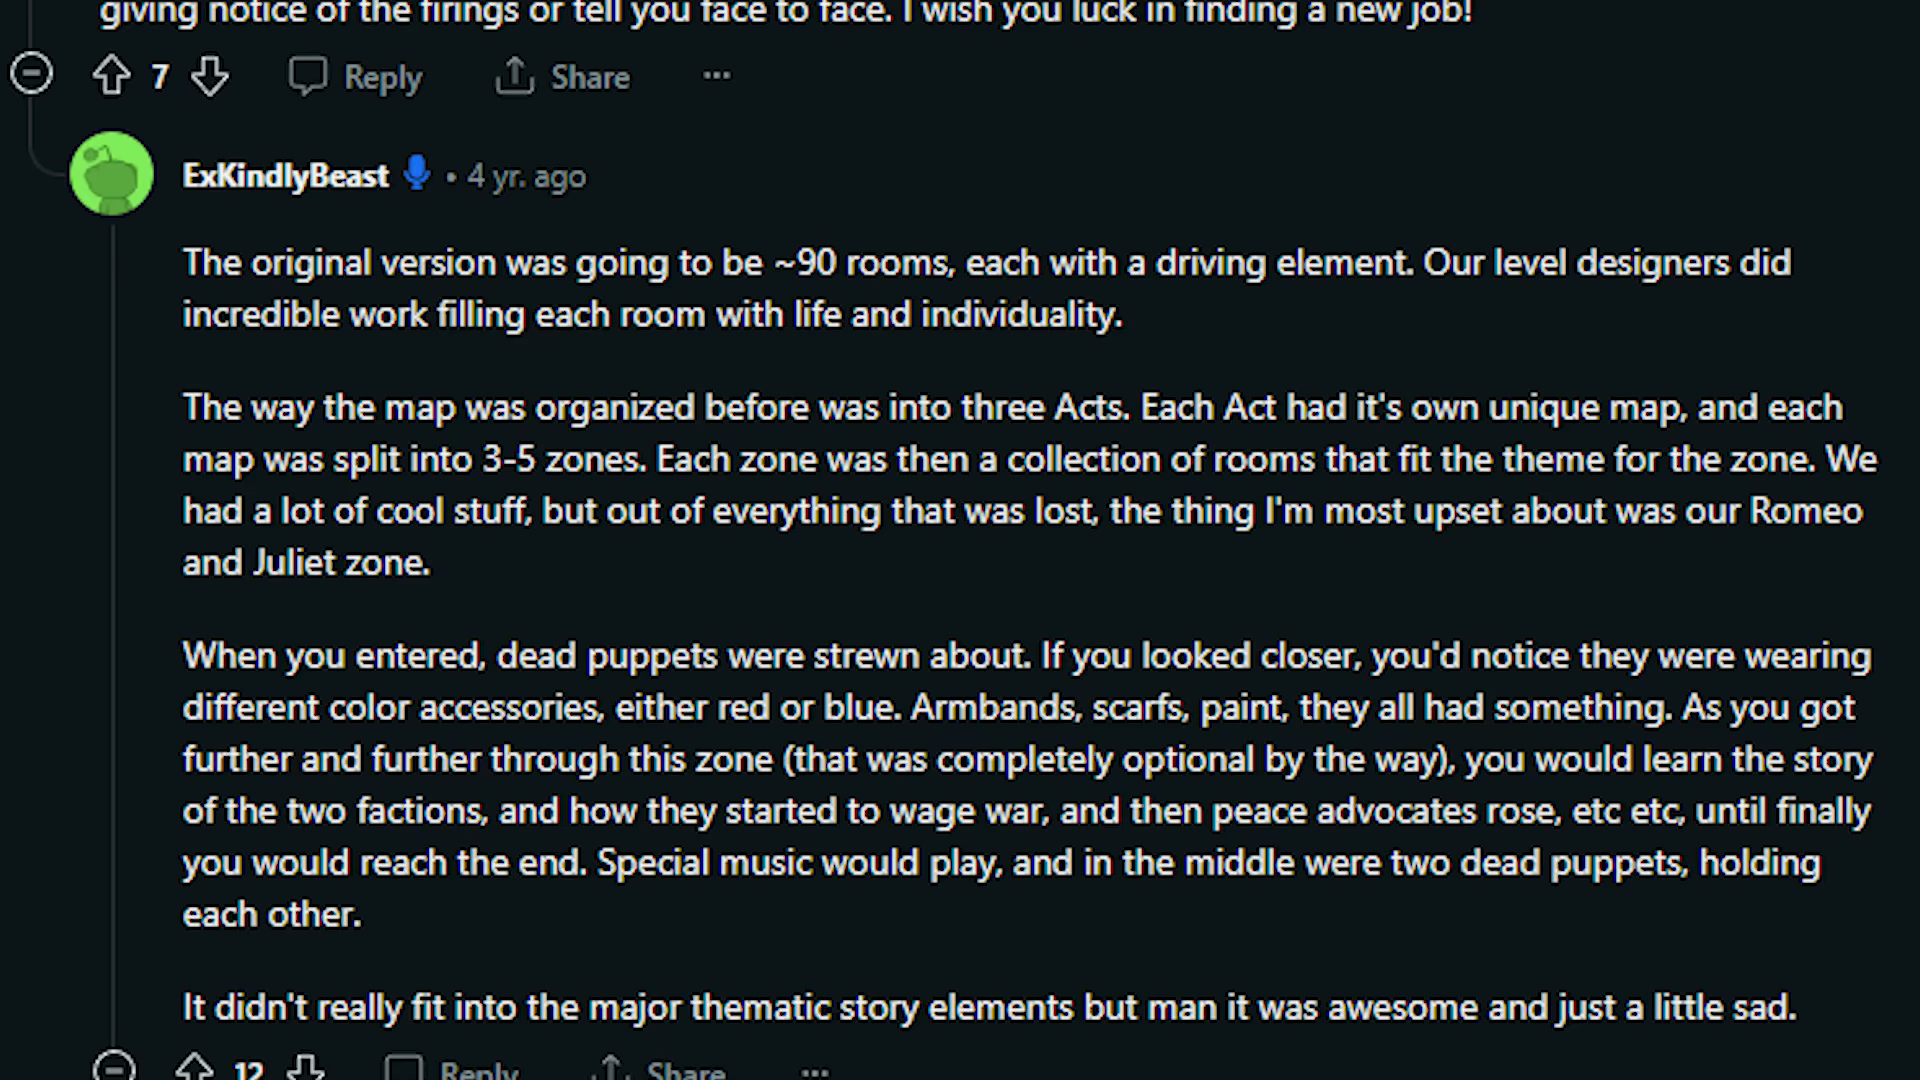 giving notice of the firings or tell you face to face. I wish you luck in finding a new job!
7 Reply Share ...
ExKindlyBeast • 4 yr. ago
The original version was going to be ~90 rooms, each with a driving element. Our level designers did
incredible work filling each room with life and individuality.
The way the map was organized before was into three Acts. Each Act had it's own unique map, and each
map was split into 3-5 zones. Each zone was then a collection of rooms that fit the theme for the zone. We
had a lot of cool stuff, but out of everything that was lost, the thing I'm most upset about was our Romeo
and Juliet zone.
When you entered, dead puppets were strewn about. If you looked closer, you'd notice they were wearing
different color accessories, either red or blue. Armbands, scarfs, paint, they all had something. As you got
further and further through this zone (that was completely optional by the way), you would learn the story
of the two factions, and how they started to wage war, and then peace advocates rose, etc etc, until finally
you would reach the end. Special music would play, and in the middle were two dead puppets, holding
each other.
It didn't really fit into the major thematic story elements but man it was awesome and just a little sad.
12 Reply Share ...